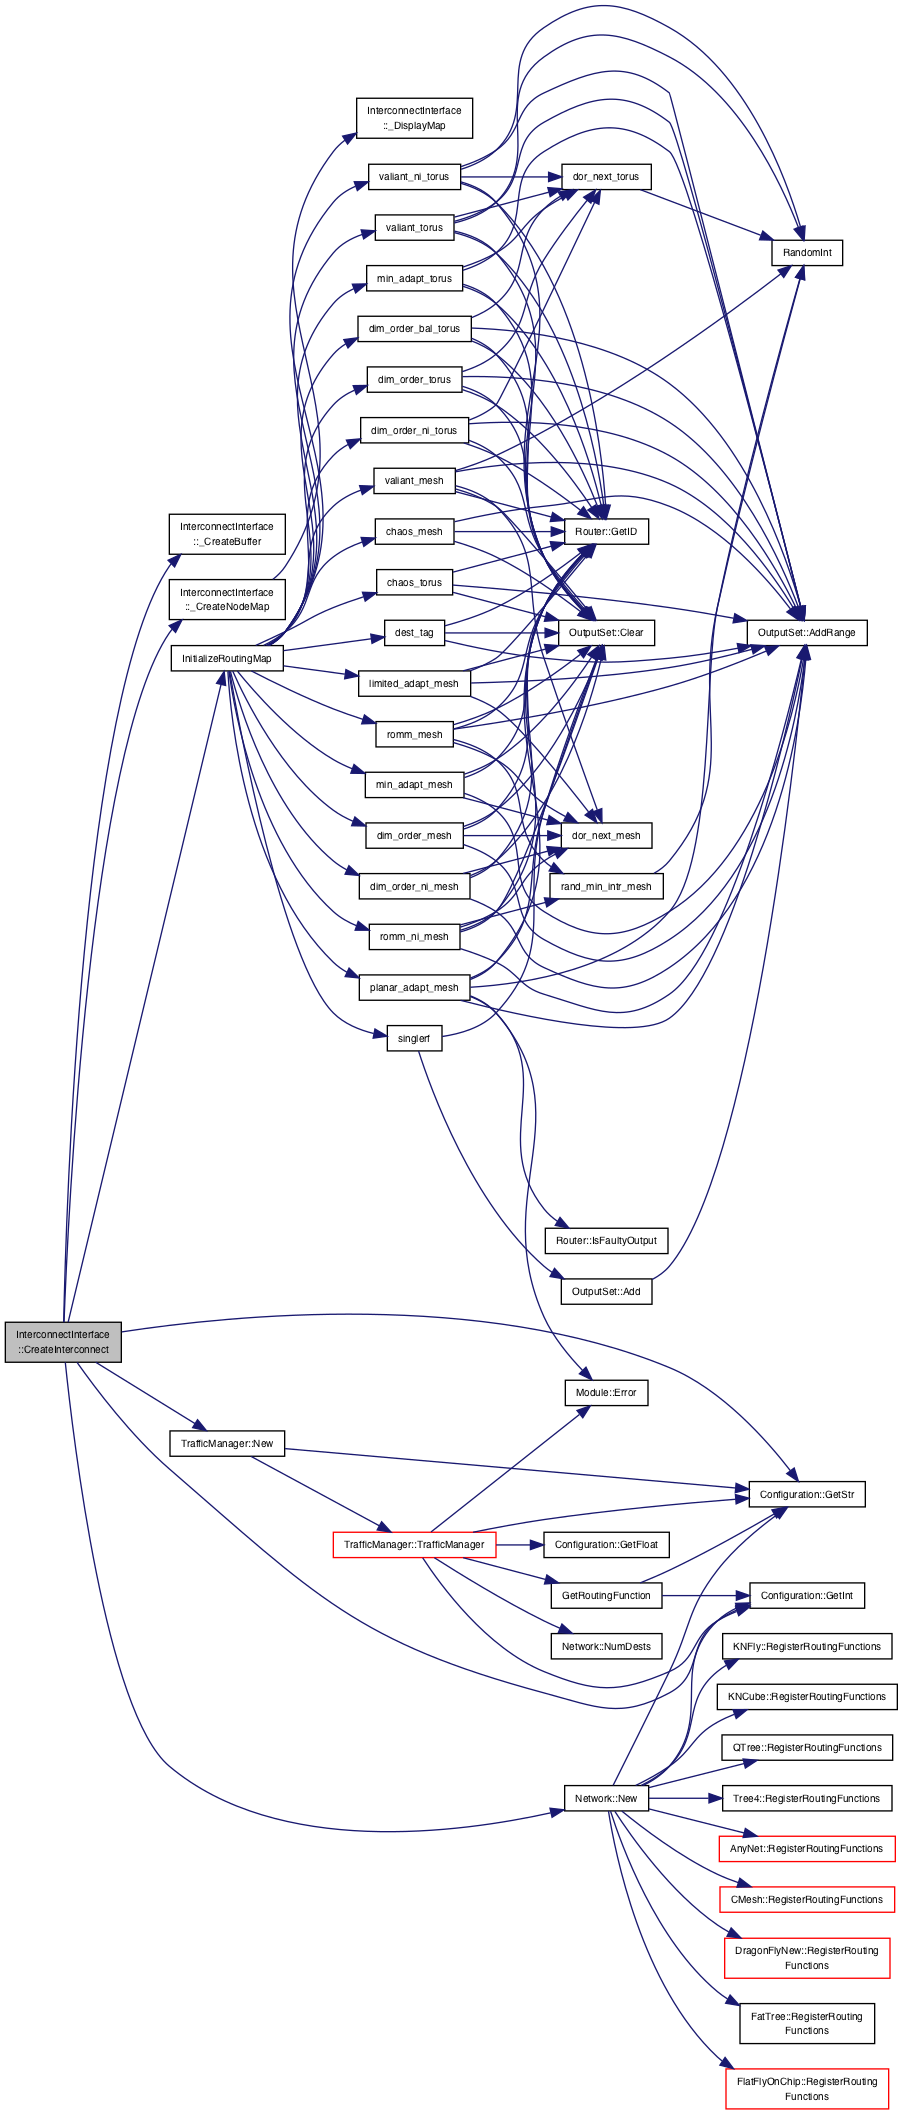 InterconnectInterface
::_DisplayMap
valiant_ni_torus
dor_next_torus
valiant_torus
RandomInt
min_adapt_torus
dim_order_bal_torus
dim_order_torus
dim_order_ni_torus
valiant_mesh
InterconnectInterface
::_CreateBuffer
chaos_mesh
Router::GetID
chaos_torus
InterconnectInterface
::_CreateNodeMap
dest_tag
OutputSet::Clear
OutputSet::AddRange
InitializeRoutingMap
limited_adapt_mesh
romm_mesh
min_adapt_mesh
dim_order_mesh
dor_next_mesh
dim_order_ni_mesh
rand_min_intr_mesh
romm_ni_mesh
planar_adapt_mesh
singlerf
Router::IsFaultyOutput
OutputSet::Add
InterconnectInterface
::CreateInterconnect
Module::Error
TrafficManager::New
Configuration::GetStr
TrafficManager::TrafficManager
Configuration::GetFloat
GetRoutingFunction
Configuration::GetInt
Network::NumDests
KNFly::RegisterRoutingFunctions
KNCube::RegisterRoutingFunctions
QTree::RegisterRoutingFunctions
Network::New
Tree4::RegisterRoutingFunctions
AnyNet::RegisterRoutingFunctions
CMesh::RegisterRoutingFunctions
DragonFlyNew::RegisterRouting
Functions
FatTree::RegisterRouting
Functions
FlatFlyOnChip::RegisterRouting
Functions